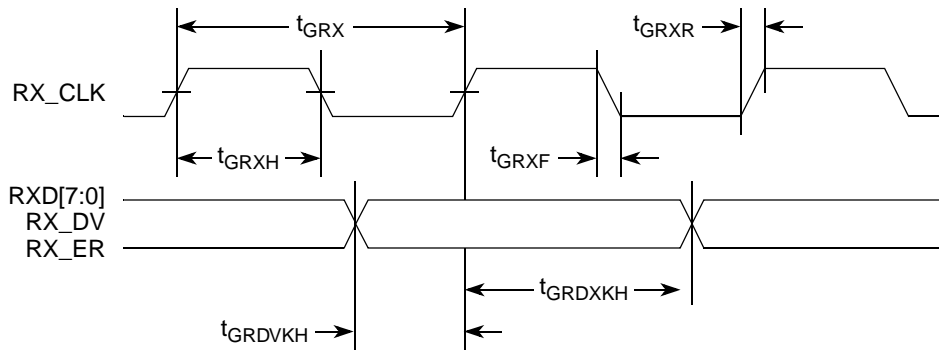 tGRX
tGRXR
RX_CLK
tGRXH
tGRXF
RXD[7:0]
RX_DV
RX_ER
tGRDXKH
tGRDVKH